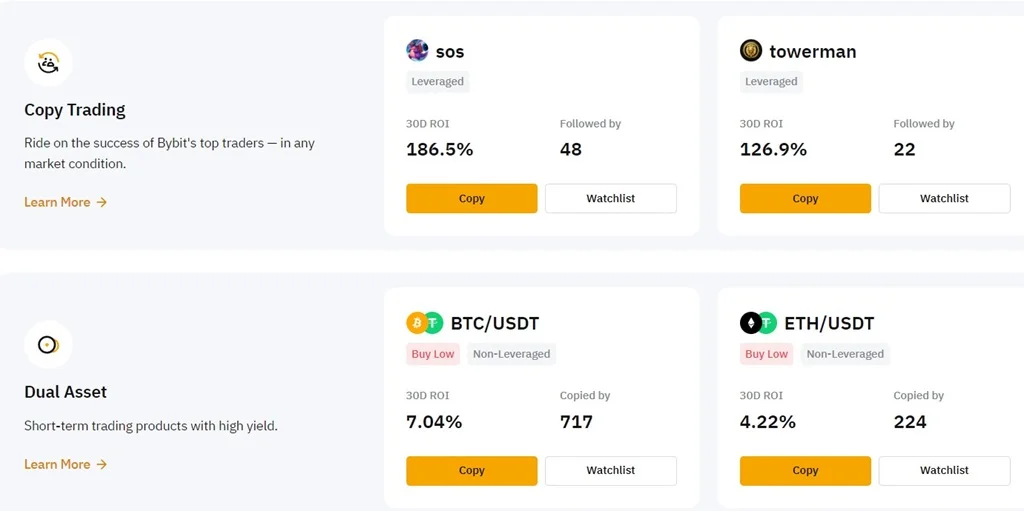 Copy Trading
Ride on the success of Bybit's top traders — in any
market condition.
Learn More →
sos
Leveraged
30D ROI Followed by
186.5% 48
Copy Watchlist
towerman
Leveraged
30D ROI Followed by
126.9% 22
Copy Watchlist
Dual Asset
Short-term trading products with high yield.
Learn More →
BTC/USDT
Buy Low Non-Leveraged
30D ROI Copied by
7.04% 717
Copy Watchlist
ETH/USDT
Buy Low Non-Leveraged
30D ROI Copied by
4.22% 224
Copy Watchlist